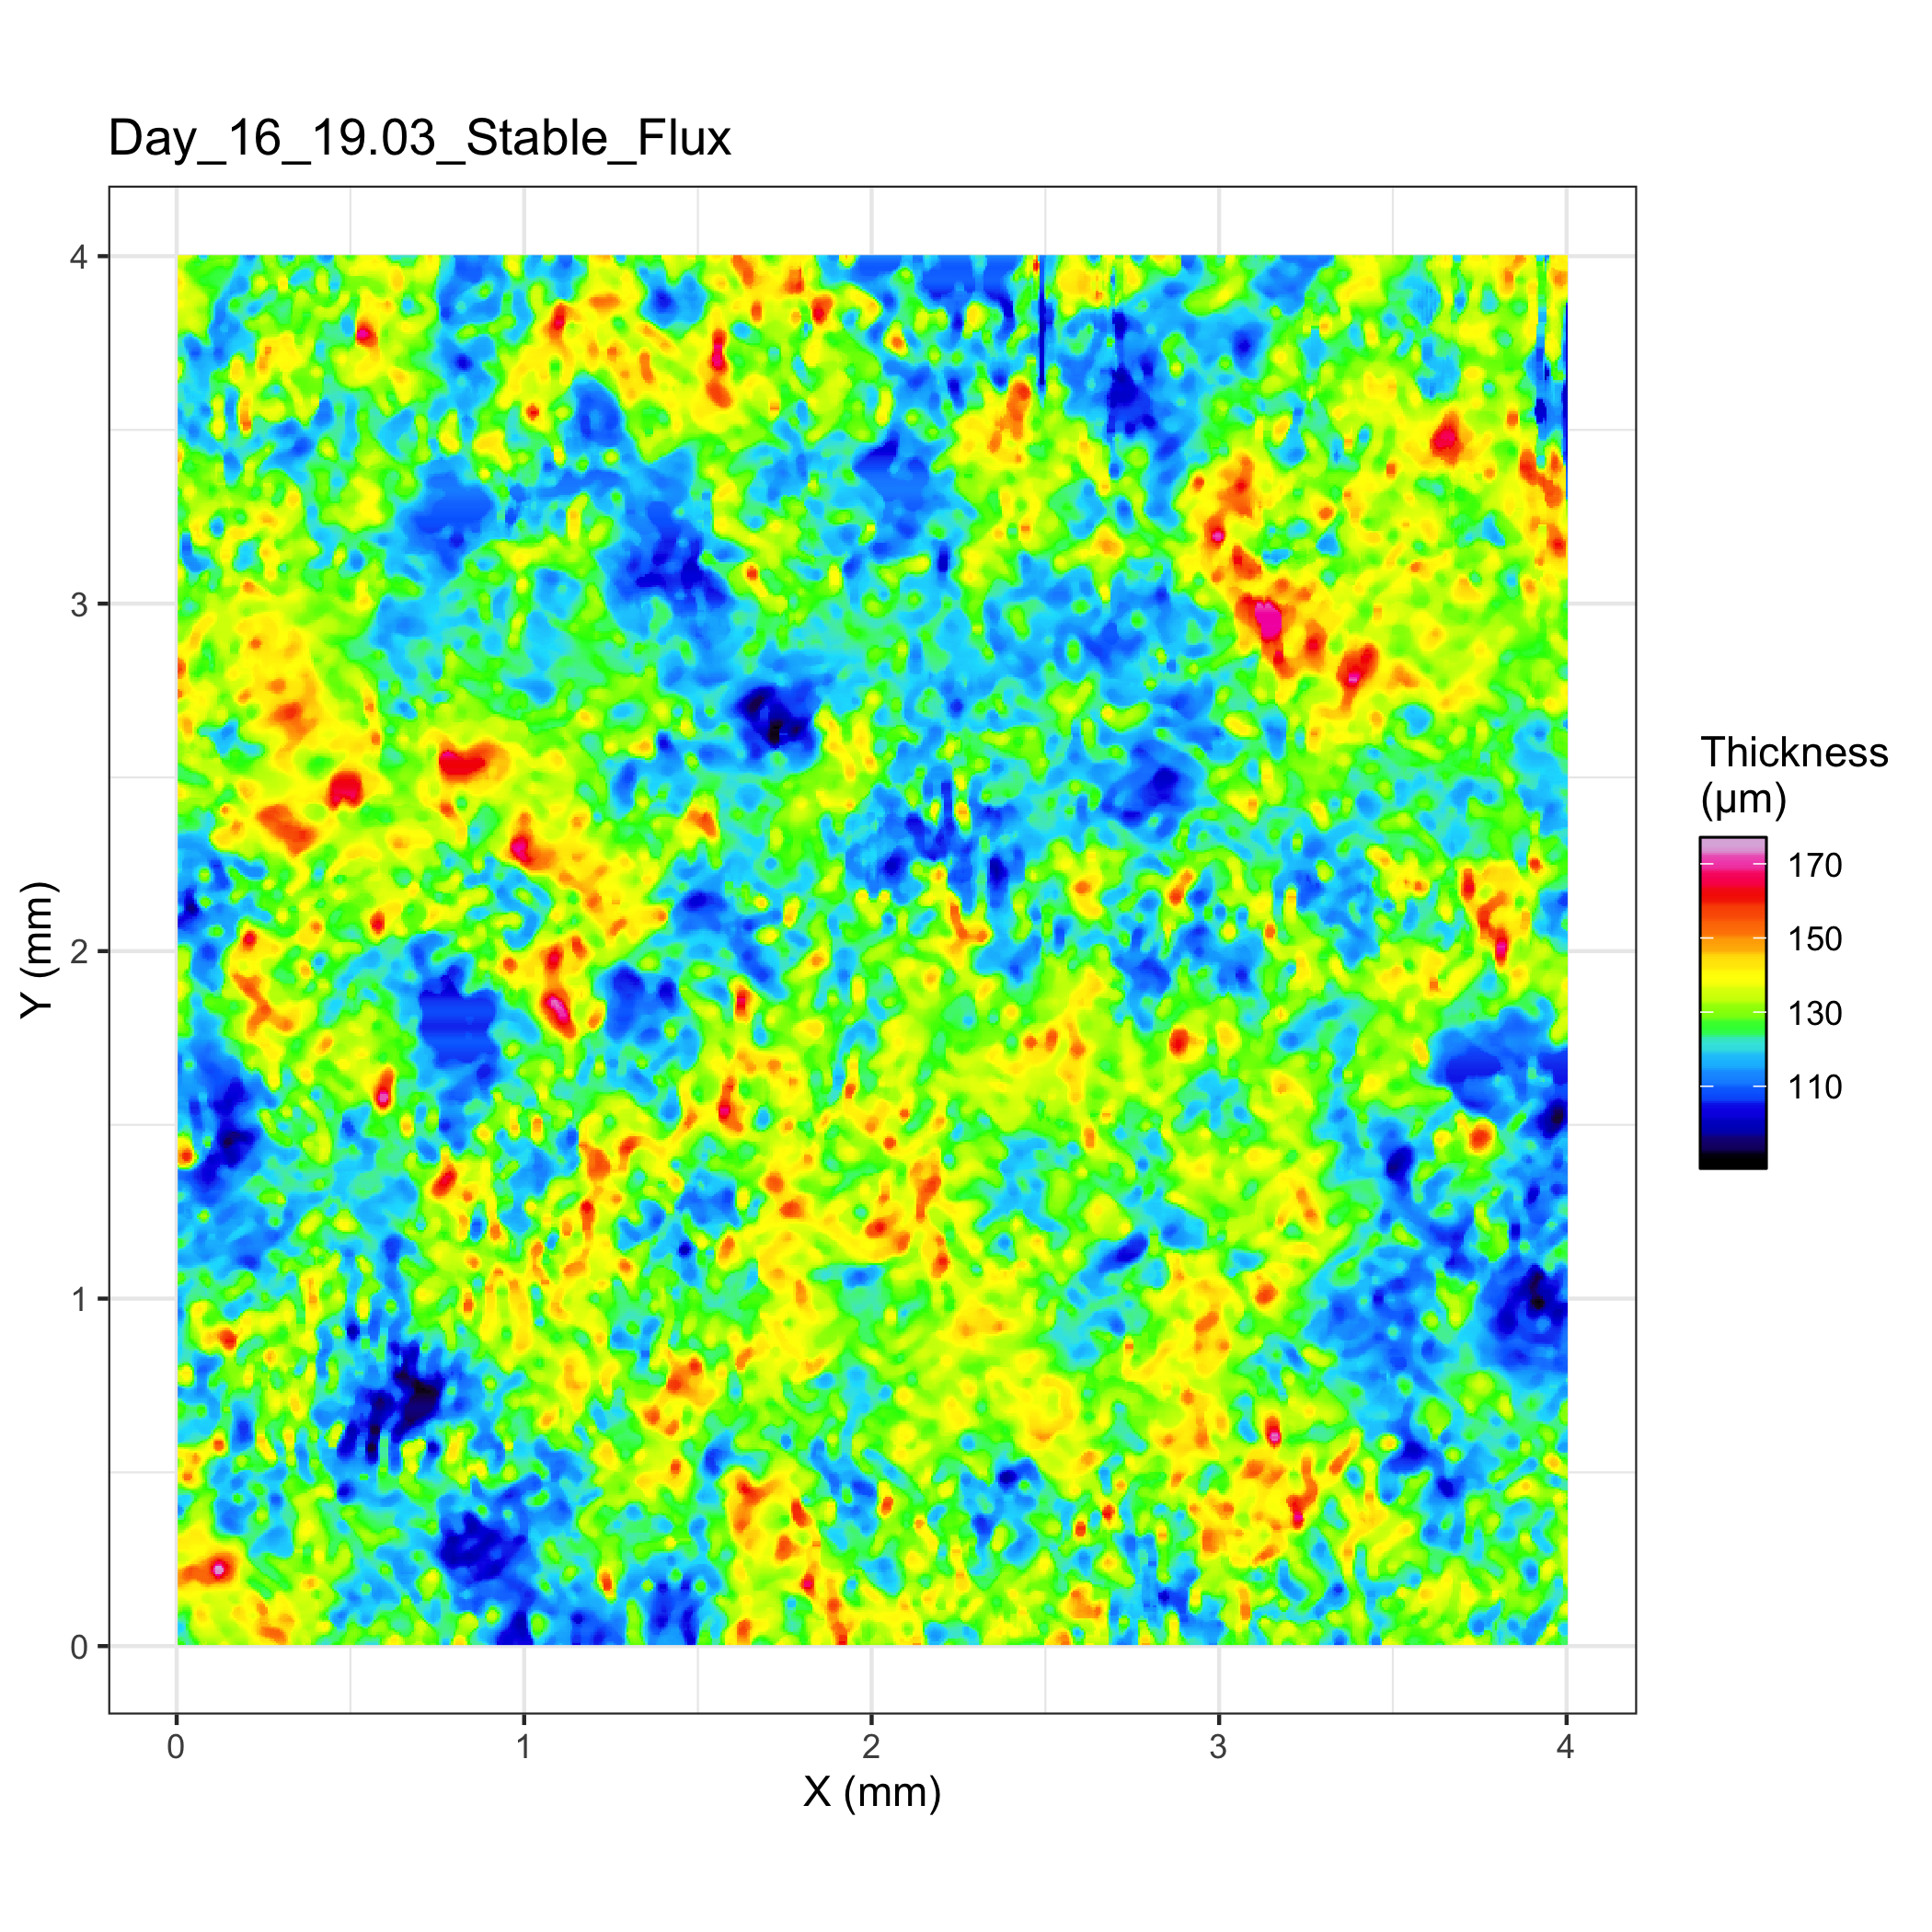 Day_16_19.03_Stable_Flux
4
3
2
1
0
Y (mm)
0 1 2 3 4
X (mm)
Thickness
(µm)
170
150
130
110